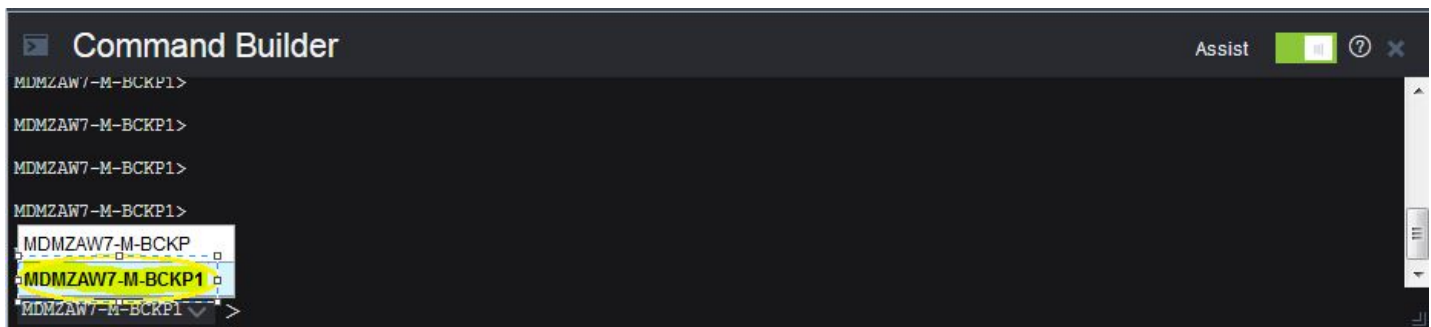 Command Builder
Assist
MDMZAW7-M-BCKP1>
MDMZAW7-M-BCKP1>
MDMZAW7-M-BCKP1>
MDMZAW7-M-BCKP1>
MDMZAW7-M-BCKP
MDMZAW7-M-BCKP1
MDMZAW7-M-BCKP1 >